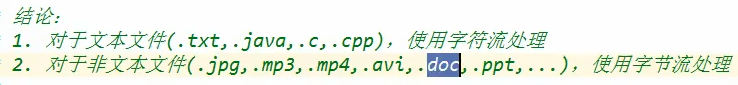 * 结论:
* 1. 对于文本文件(.txt,.java,.c,.cpp)，使用字符流处理
* 2. 对于非文本文件(.jpg,.mp3,.mp4,.avi,.doc,.ppt,...)，使用字节流处理